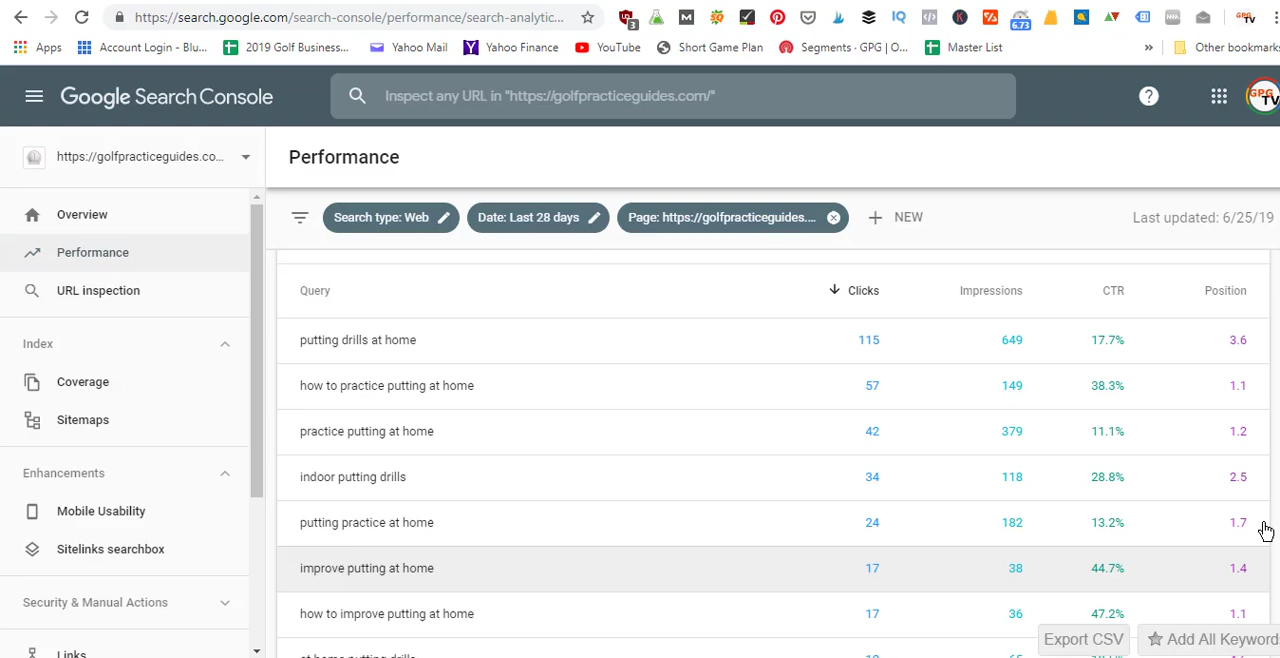 https://search.google.com/search-console/performance/search-analytic...
3
6.73
Apps
Account Login - Blu...
2019 Golf Business...
Yahoo Mail
Yahoo Finance
YouTube
Short Game Plan
Segments - GPG | O...
Master List
»
Other bookmarks
Google Search Console
Inspect any URL in "https://golfpracticeguides.com/"
https://golfpracticeguides.co...
Performance
Search type: Web
Date: Last 28 days
Page: https://golfpracticeguides....
NEW
Last updated: 6/25/19
Overview
Performance
URL inspection
Index
Coverage
Sitemaps
Enhancements
Mobile Usability
Sitelinks searchbox
Security & Manual Actions
Links
Query Clicks Impressions CTR Position
putting drills at home 115 649 17.7% 3.6
how to practice putting at home 57 149 38.3% 1.1
practice putting at home 42 379 11.1% 1.2
indoor putting drills 34 118 28.8% 2.5
putting practice at home 24 182 13.2% 1.7
improve putting at home 17 38 44.7% 1.4
how to improve putting at home 17 36 47.2% 1.1
at home putting drills
Export CSV
Add All Keyword